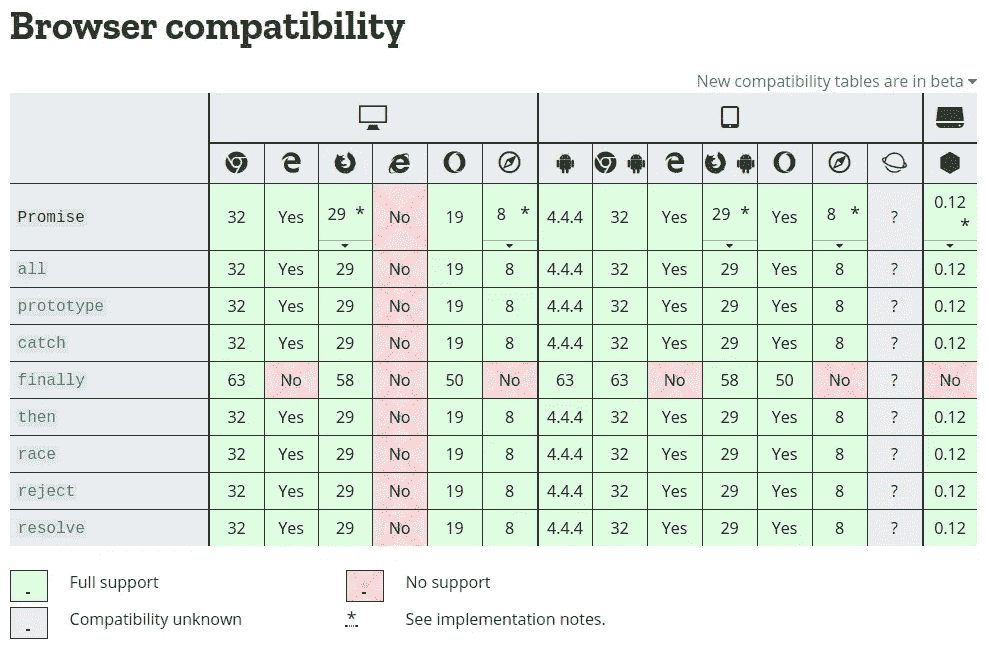 Browser compatibility
New compatibility tables are in beta
Promise 32 Yes 29 * No 19 8 * 4.4.4 32 Yes 29 * Yes 8 * ? 0.12 *
all 32 Yes 29 No 19 8 4.4.4 32 Yes 29 Yes 8 ? 0.12
prototype 32 Yes 29 No 19 8 4.4.4 32 Yes 29 Yes 8 ? 0.12
catch 32 Yes 29 No 19 8 4.4.4 32 Yes 29 Yes 8 ? 0.12
finally 63 No 58 No 50 No 63 63 No 58 50 No ? No
then 32 Yes 29 No 19 8 4.4.4 32 Yes 29 Yes 8 ? 0.12
race 32 Yes 29 No 19 8 4.4.4 32 Yes 29 Yes 8 ? 0.12
reject 32 Yes 29 No 19 8 4.4.4 32 Yes 29 Yes 8 ? 0.12
resolve 32 Yes 29 No 19 8 4.4.4 32 Yes 29 Yes 8 ? 0.12
- Full support - No support
- Compatibility unknown * See implementation notes.